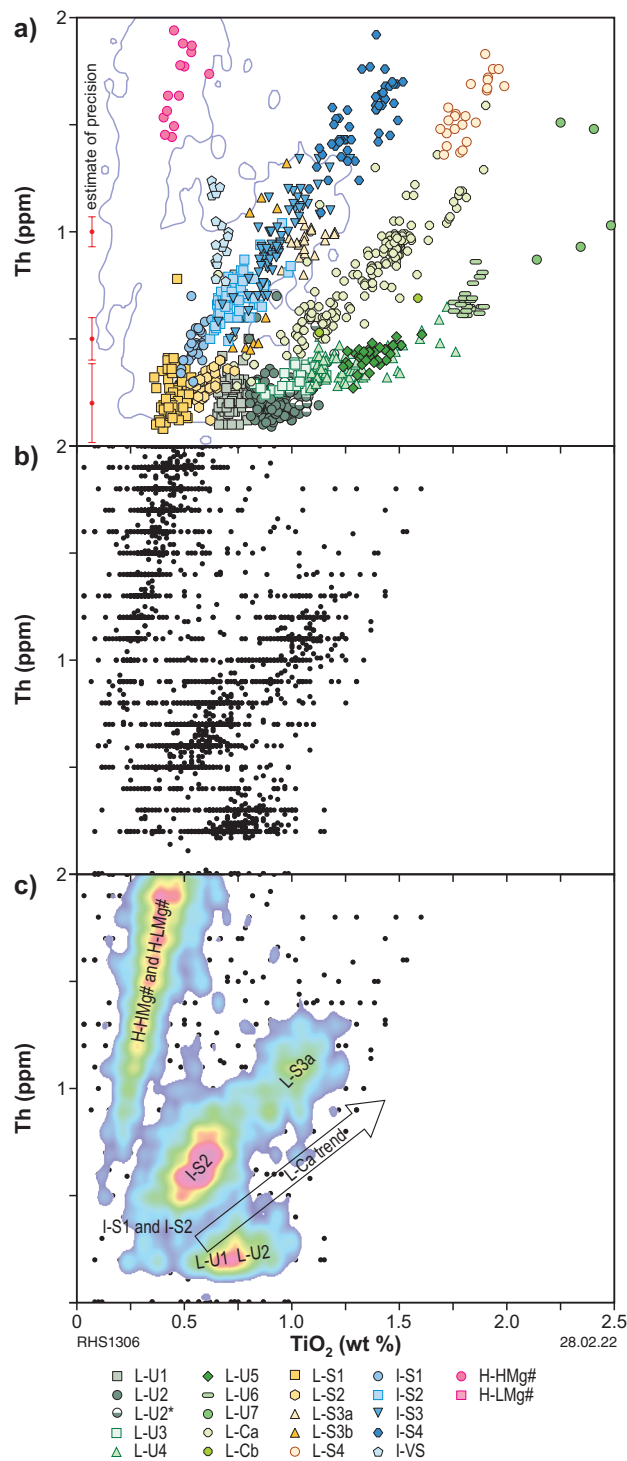 a)
2
1
Th (ppm)
estimate of precision
b)
2
1
Th (ppm)
c)
2
1
Th (ppm)
H-HMg# and H-LMg#
L-S3a
I-S2
L-Ca trend
I-S1 and I-S2
L-U1 L-U2
0.5 1.0 1.5 2.0 2.5
RHS1306 TiO₂ (wt %) 28.02.22
L-U1 L-U5 L-S1 I-S1 H-HMg#
L-U2 L-U6 L-S2 I-S2 H-LMg#
L-U2* L-U7 L-S3a I-S3
L-U3 L-Ca L-S3b I-S4
L-U4 L-Cb L-S4 I-VS